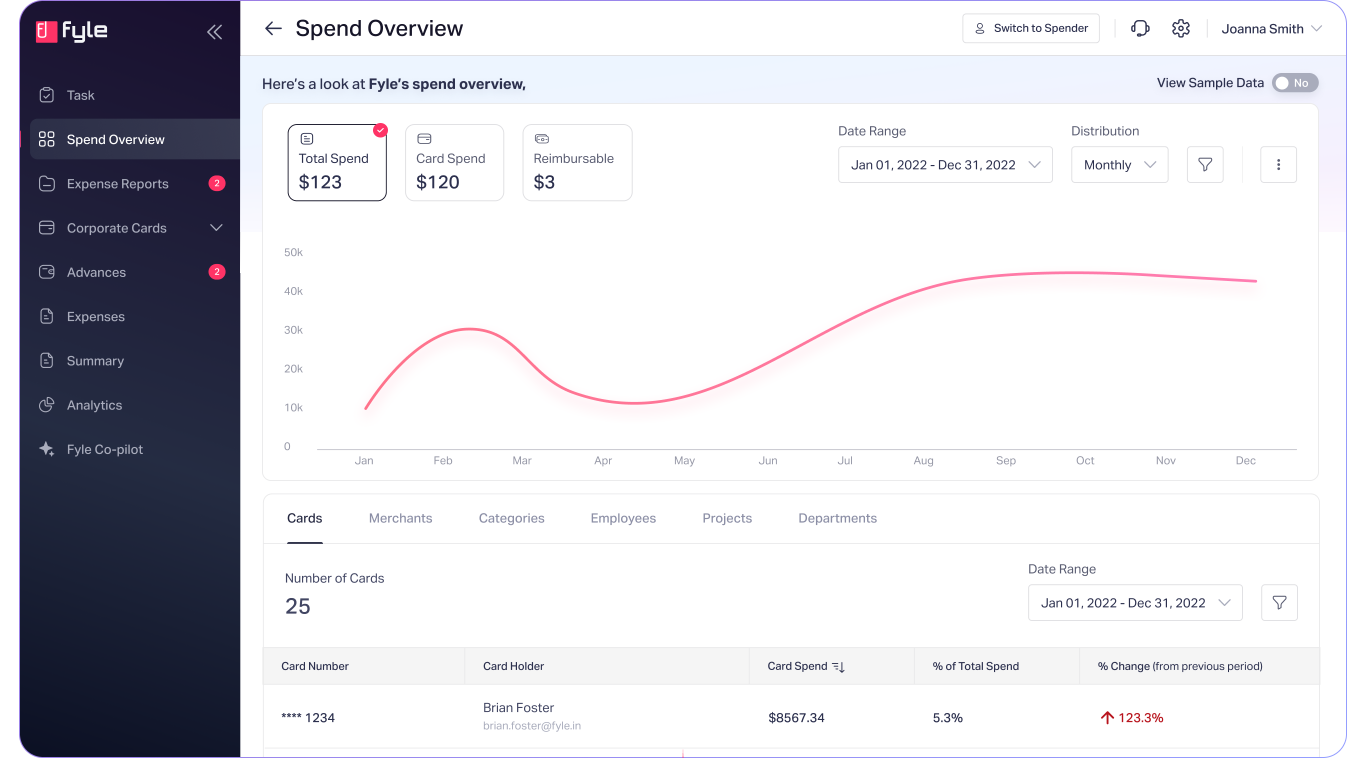 fyle
Spend Overview
Switch to Spender
Joanna Smith
Task
Spend Overview
Expense Reports 2
Corporate Cards
Advances 2
Expenses
Summary
Analytics
Fyle Co-pilot
Here's a look at Fyle's spend overview,
View Sample Data No
Total Spend
$123
Card Spend
$120
Reimbursable
$3
Date Range
Jan 01, 2022 - Dec 31, 2022
Distribution
Monthly
50k
40k
30k
20k
10k
0
Jan Feb Mar Apr May Jun Jul Aug Sep Oct Nov Dec
Cards Merchants Categories Employees Projects Departments
Number of Cards
25
Date Range
Jan 01, 2022 - Dec 31, 2022
Card Number Card Holder Card Spend % of Total Spend % Change (from previous period)
**** 1234 Brian Foster $8567.34 5.3% 123.3%
brian.foster@fyle.in